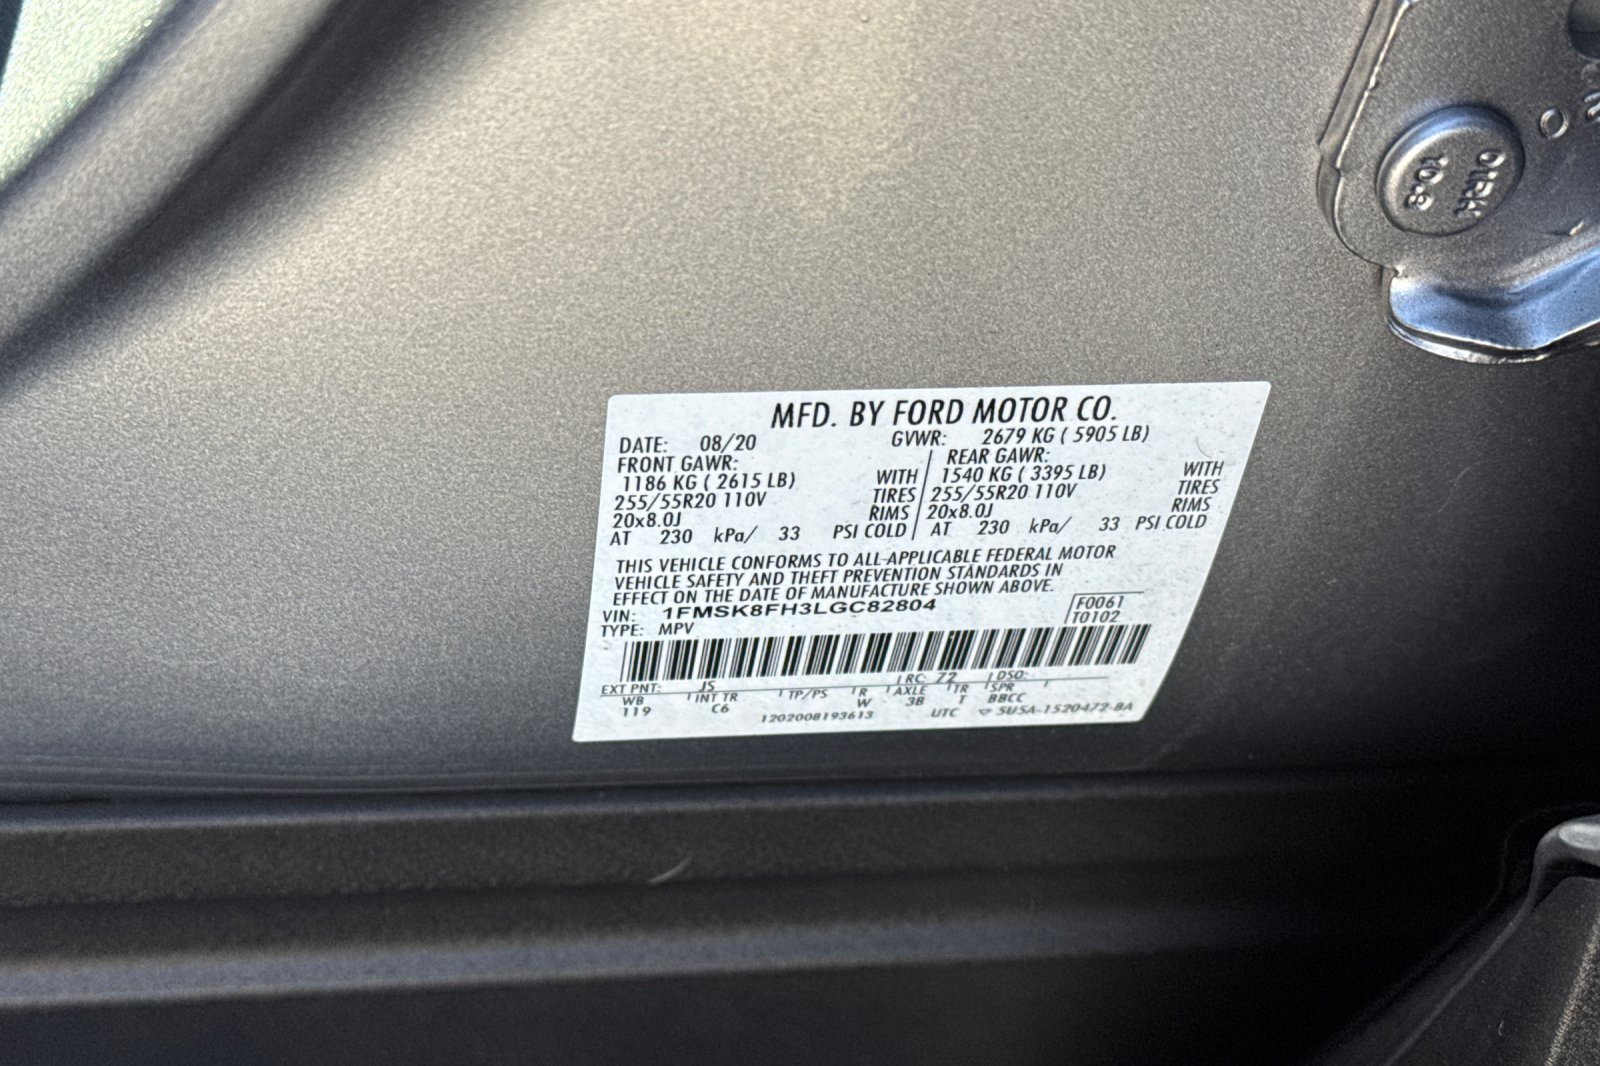 MFD. BY FORD MOTOR CO.
DATE: 08/20 GVWR: 2679 KG ( 5905 LB)
FRONT GAWR: REAR GAWR:
1186 KG ( 2615 LB) WITH 1540 KG ( 3395 LB) WITH
255/55R20 110V TIRES 255/55R20 110V TIRES
20x8.0J RIMS 20x8.0J RIMS
AT 230 kPa/ 33 PSI COLD AT 230 kPa/ 33 PSI COLD
THIS VEHICLE CONFORMS TO ALL APPLICABLE FEDERAL MOTOR
VEHICLE SAFETY AND THEFT PREVENTION STANDARDS IN
EFFECT ON THE DATE OF MANUFACTURE SHOWN ABOVE.
VIN: 1FMSK8FH3LGC82804 F0061
TYPE: MPV T0102
EXT PNT: JS RC: 72 DSO:
WB INT TR TP/PS R AXLE TR SPR
119 C6 W 3B T BBCC
1202008193613 UTC 5USA-1520472-BA
10.8